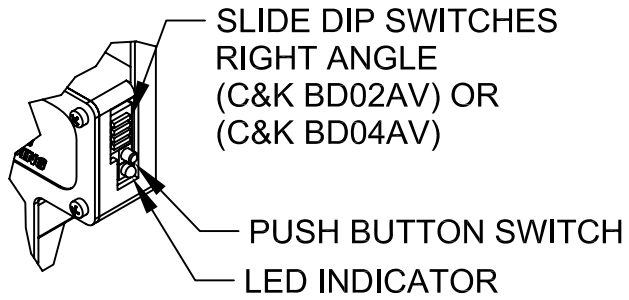 SLIDE DIP SWITCHES
RIGHT ANGLE
(C&K BD02AV) OR
(C&K BD04AV)
PUSH BUTTON SWITCH
LED INDICATOR